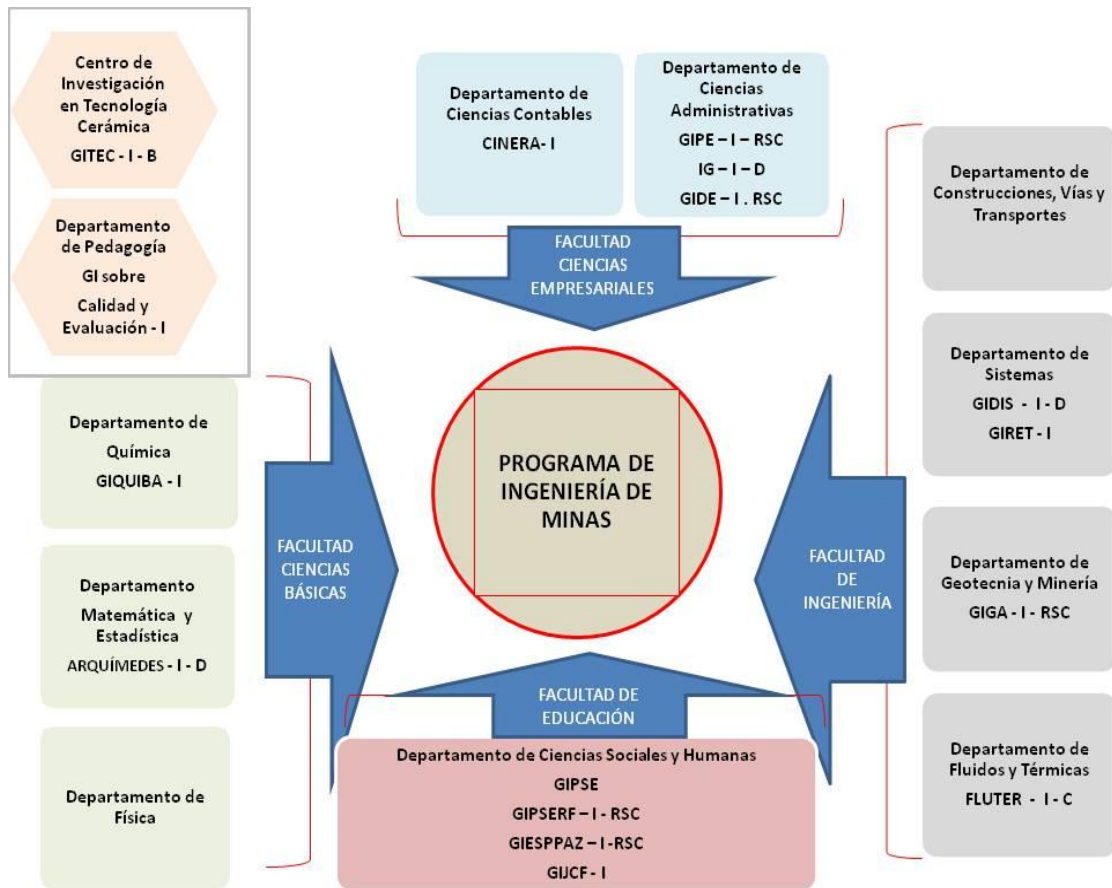 Centro de
Investigación
en Tecnología
Cerámica
GITEC - I - B
Departamento
de Pedagogía
GI sobre
Calidad y
Evaluación - I
Departamento de
Ciencias Contables
CINERA- I
Departamento de
Ciencias
Administrativas
GIPE – I – RSC
IG – I – D
GIDE – I . RSC
FACULTAD
CIENCIAS
EMPRESARIALES
Departamento de
Construcciones, Vías y
Transportes
Departamento de
Sistemas
GIDIS - I - D
GIRET - I
Departamento de
Geotecnia y Minería
GIGA - I - RSC
Departamento de
Fluidos y Térmicas
FLUTER - I - C
FACULTAD
DE
INGENIERÍA
PROGRAMA DE
INGENIERÍA DE
MINAS
Departamento de
Química
GIQUIBA - I
Departamento
Matemática y
Estadística
ARQUÍMEDES - I - D
Departamento de
Física
FACULTAD
CIENCIAS
BÁSICAS
FACULTAD DE
EDUCACIÓN
Departamento de Ciencias Sociales y Humanas
GIPSE
GIPSERF – I - RSC
GIESPPAZ – I -RSC
GIJCF - I